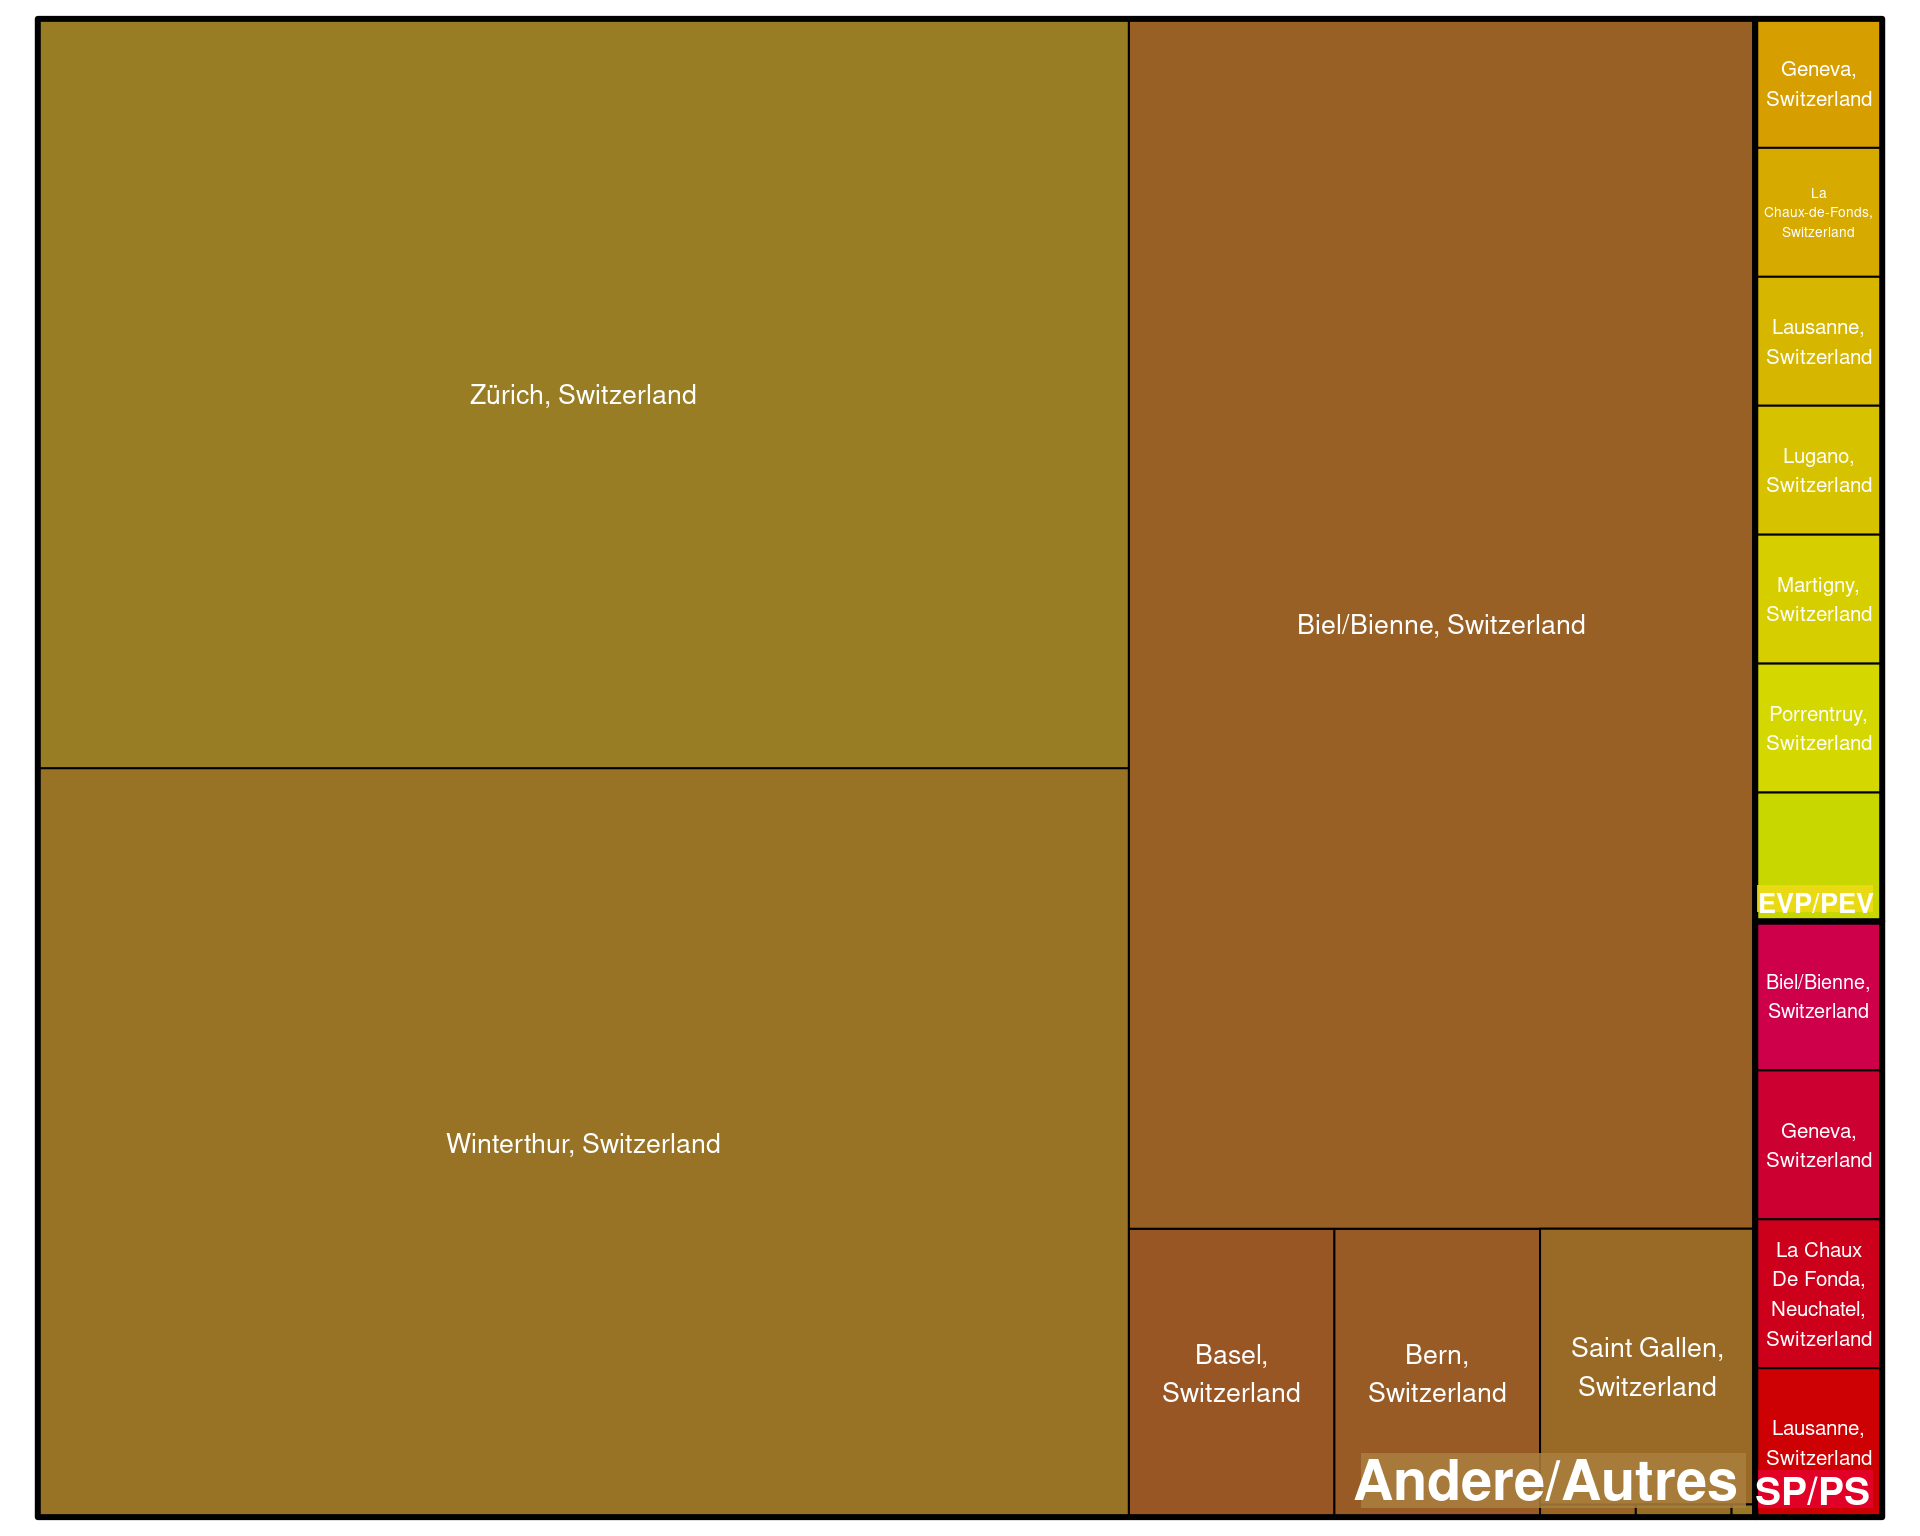 Zürich, Switzerland
Winterthur, Switzerland
Biel/Bienne, Switzerland
Basel,
Switzerland
Bern,
Switzerland
Saint Gallen,
Switzerland
Andere/Autres
Geneva,
Switzerland
La
Chaux-de-Fonds,
Switzerland
Lausanne,
Switzerland
Lugano,
Switzerland
Martigny,
Switzerland
Porrentruy,
Switzerland
EVP/PEV
Biel/Bienne,
Switzerland
Geneva,
Switzerland
La Chaux
De Fonda,
Neuchatel,
Switzerland
Lausanne,
Switzerland
SP/PS